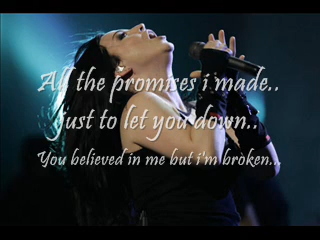 All the promises i made..
just to let you down..
You believed in me but i'm broken...